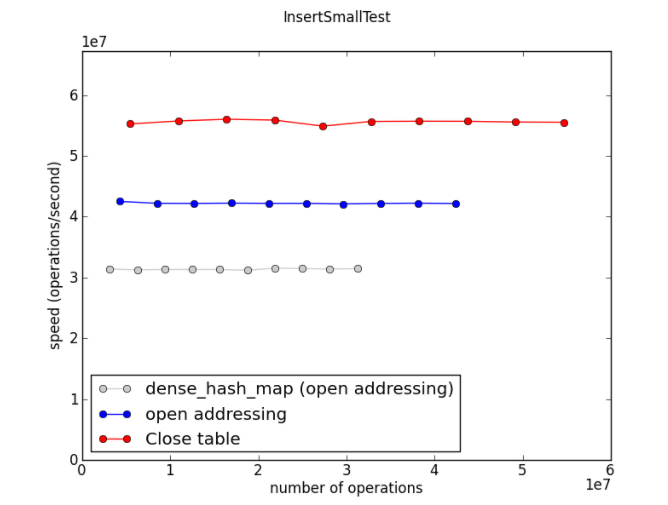 InsertSmallTest
1e7
6
5
4
3
2
1
0
speed (operations/second)
dense_hash_map (open addressing)
open addressing
Close table
0 1 2 3 4 5 6
number of operations
1e7